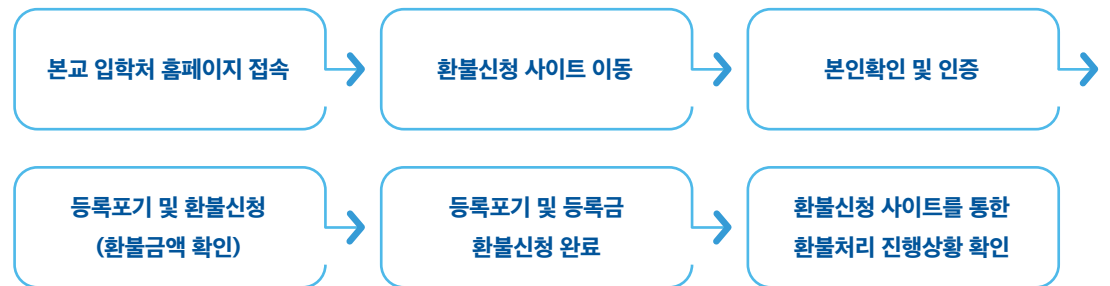 본교 입학처 홈페이지 접속
환불신청 사이트 이동
본인확인 및 인증
등록포기 및 환불신청
(환불금액 확인)
등록포기 및 등록금
환불신청 완료
환불신청 사이트를 통한
환불처리 진행상황 확인